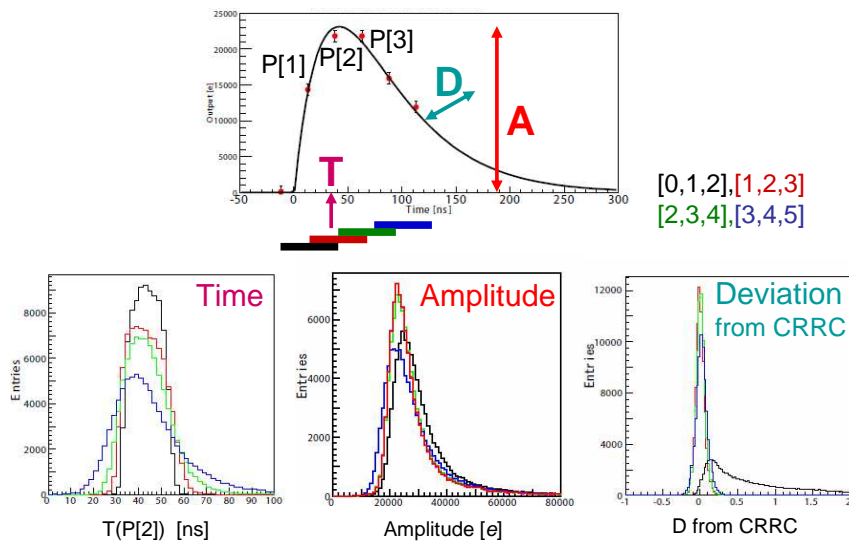 25000
20000
15000
10000
5000
0
Output [e]
P[1]
P[2]
P[3]
D
A
T
-50 0 50 100 150 200 250 300
Time [ns]
[0,1,2],[1,2,3]
[2,3,4],[3,4,5]
Time
8000
6000
4000
2000
0
Entries
0 10 20 30 40 50 60 70 80 90 100
T(P[2]) [ns]
Amplitude
6000
4000
2000
0
Entries
0 20000 40000 60000 80000
Amplitude [e]
Deviation
from CRRC
12000
10000
8000
6000
4000
2000
0
Entries
-1 -0.5 0 0.5 1 1.5 2
D from CRRC